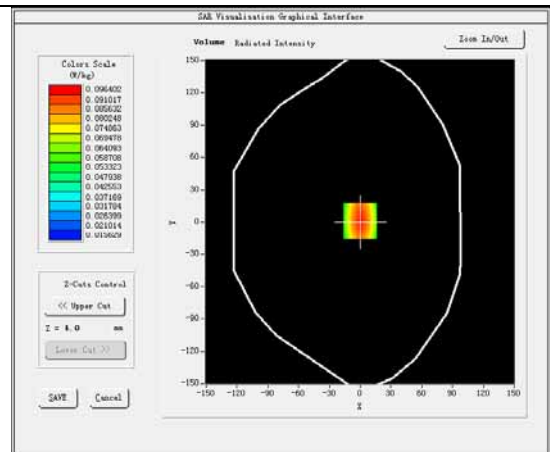 SAR Visualisation Graphical Interface
Volume Radiated Intensity
Zoom In/Out
Colors Scale
(W/kg)
0.096402
0.091017
0.085632
0.080248
0.074863
0.069478
0.064093
0.058708
0.053323
0.047938
0.042553
0.037169
0.031784
0.026399
0.021014
0.015629
Z-Cuts Control
<< Upper Cut
Z = 4.0 mm
Lower Cut >>
SAVE
Cancel
150
120
90
60
30
0
-30
-60
-90
-120
-150
Y
-150 -120 -90 -60 -30 0 30 60 90 120 150
X